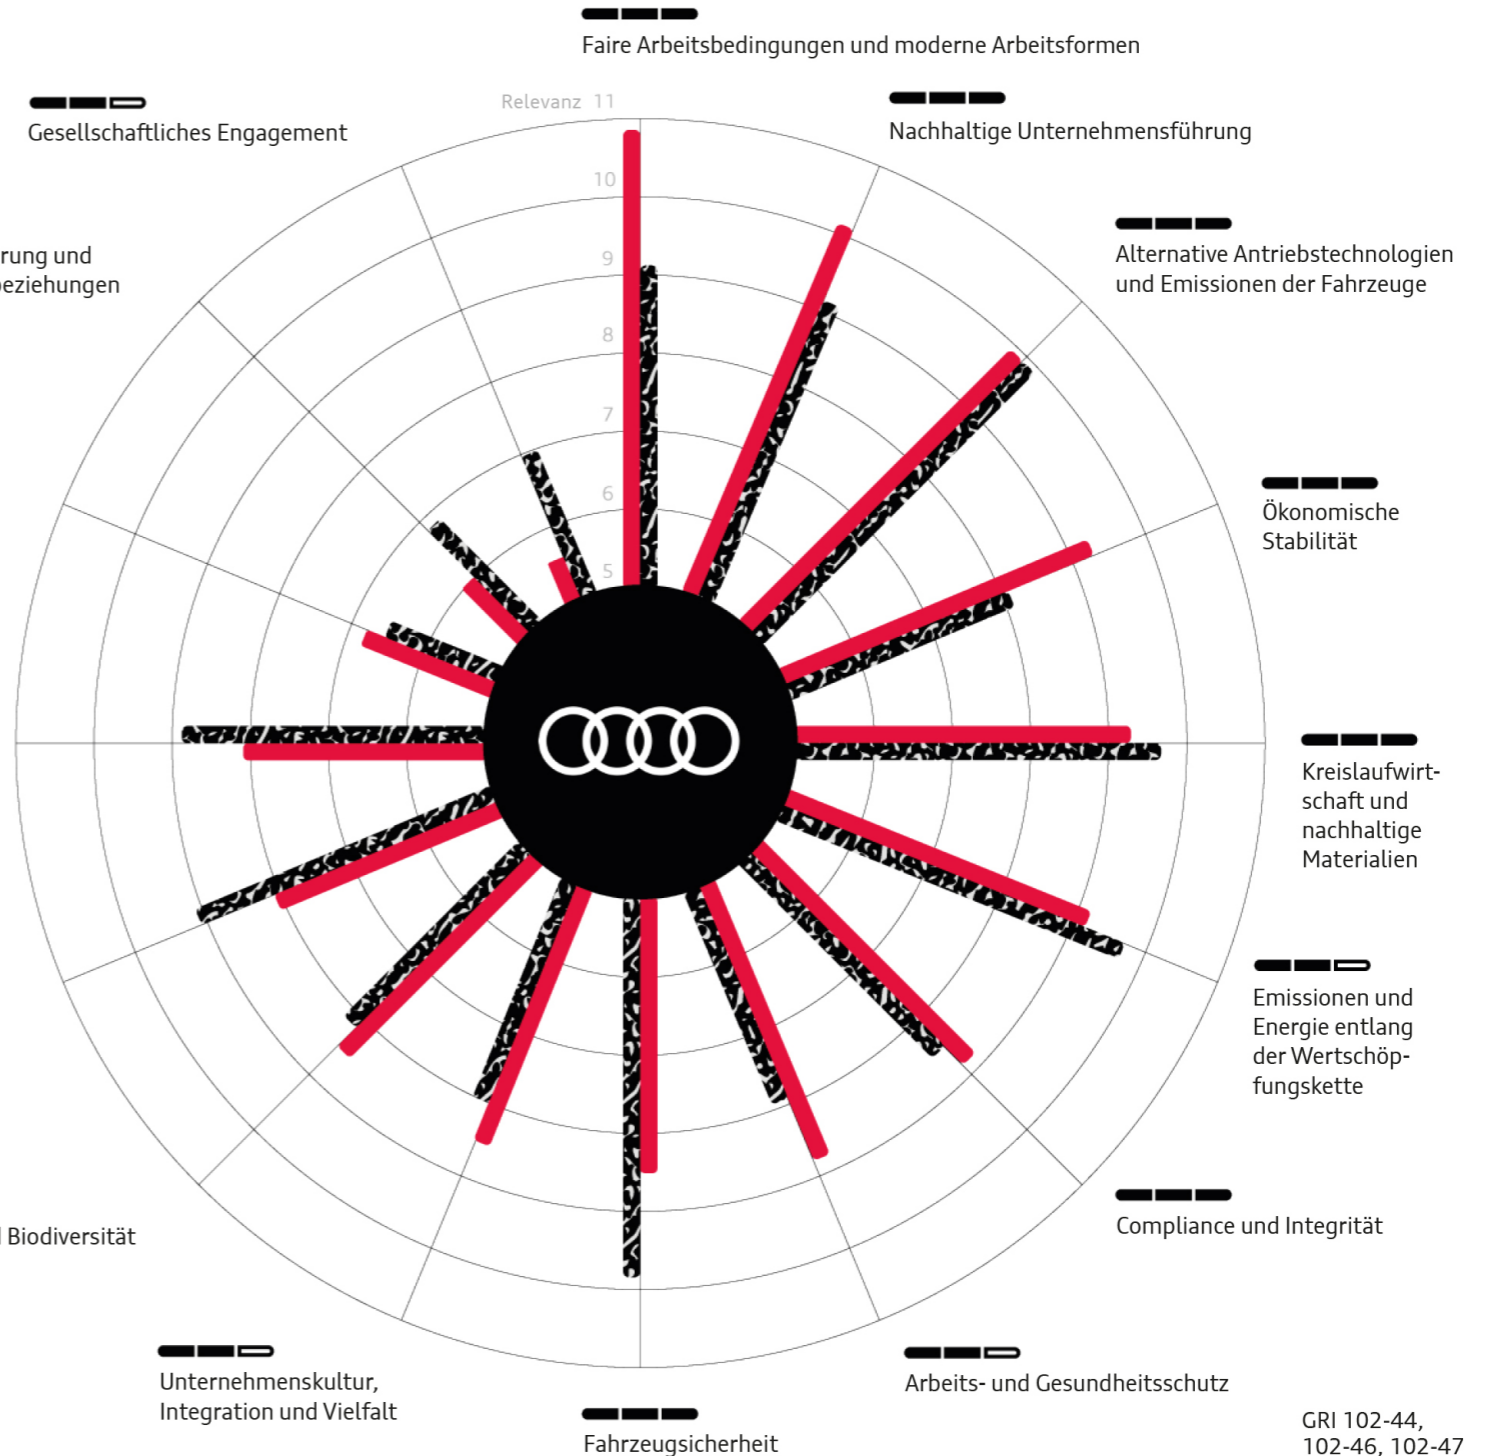 Faire Arbeitsbedingungen und moderne Arbeitsformen
Gesellschaftliches Engagement
Relevanz 11
Nachhaltige Unternehmensführung
10
rung und
beziehungen
9
Alternative Antriebstechnologien
und Emissionen der Fahrzeuge
8
7
6
Ökonomische
Stabilität
5
Kreislaufwirt-
schaft und
nachhaltige
Materialien
Emissionen und
Energie entlang
der Wertschöp-
fungskette
Compliance und Integrität
Biodiversität
Unternehmenskultur,
Integration und Vielfalt
Arbeits- und Gesundheitsschutz
Fahrzeugsicherheit
GRI 102-44,
102-46, 102-47